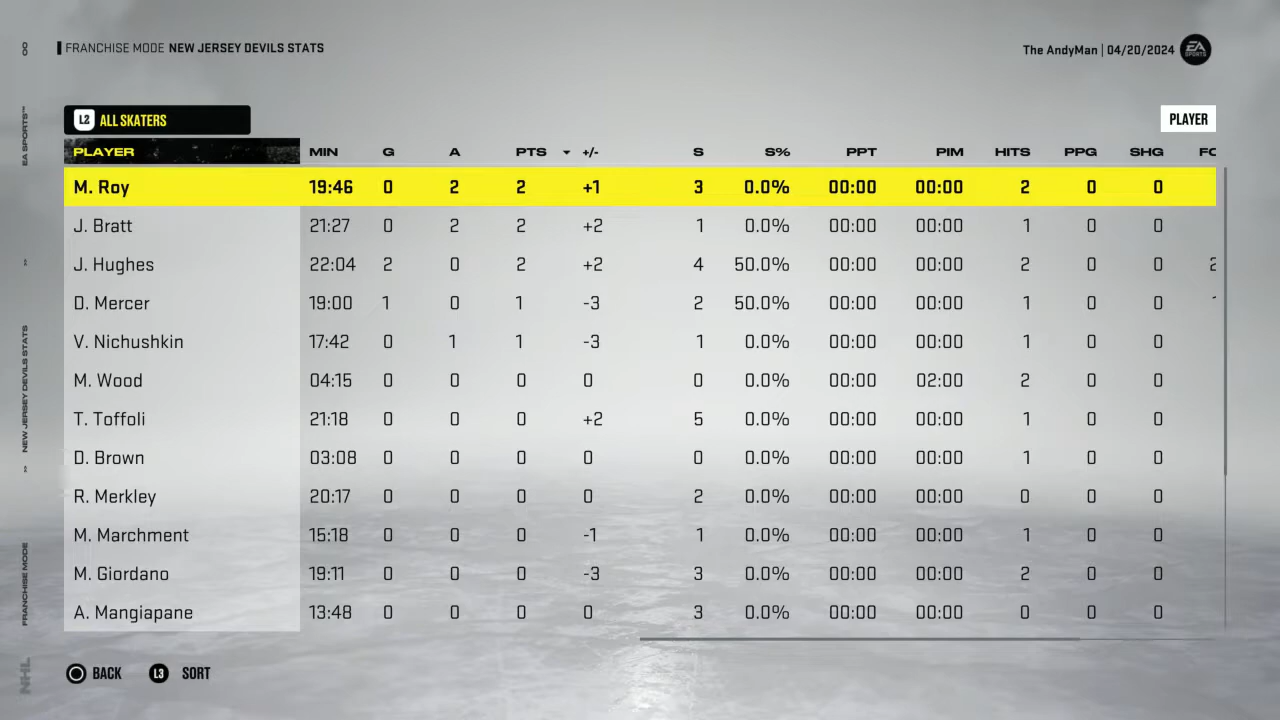 FRANCHISE MODE NEW JERSEY DEVILS STATS
The AndyMan | 04/20/2024
EA SPORTS
L2 ALL SKATERS
PLAYER
PLAYER MIN G A PTS +/- S S% PPT PIM HITS PPG SHG
M. Roy 19:46 0 2 2 +1 3 0.0% 00:00 00:00 2 0 0
J. Bratt 21:27 0 2 2 +2 1 0.0% 00:00 00:00 1 0 0
J. Hughes 22:04 2 0 2 +2 4 50.0% 00:00 00:00 2 0 0
D. Mercer 19:00 1 0 1 -3 2 50.0% 00:00 00:00 1 0 0
V. Nichushkin 17:42 0 1 1 -3 1 0.0% 00:00 00:00 1 0 0
M. Wood 04:15 0 0 0 0 0 0.0% 00:00 02:00 2 0 0
T. Toffoli 21:18 0 0 0 +2 5 0.0% 00:00 00:00 1 0 0
D. Brown 03:08 0 0 0 0 0 0.0% 00:00 00:00 1 0 0
R. Merkley 20:17 0 0 0 0 2 0.0% 00:00 00:00 0 0 0
M. Marchment 15:18 0 0 0 -1 1 0.0% 00:00 00:00 1 0 0
M. Giordano 19:11 0 0 0 -3 3 0.0% 00:00 00:00 2 0 0
A. Mangiapane 13:48 0 0 0 0 3 0.0% 00:00 00:00 0 0 0
BACK L3 SORT
NHL FRANCHISE MODE NEW JERSEY DEVILS STATS EA SPORTS™